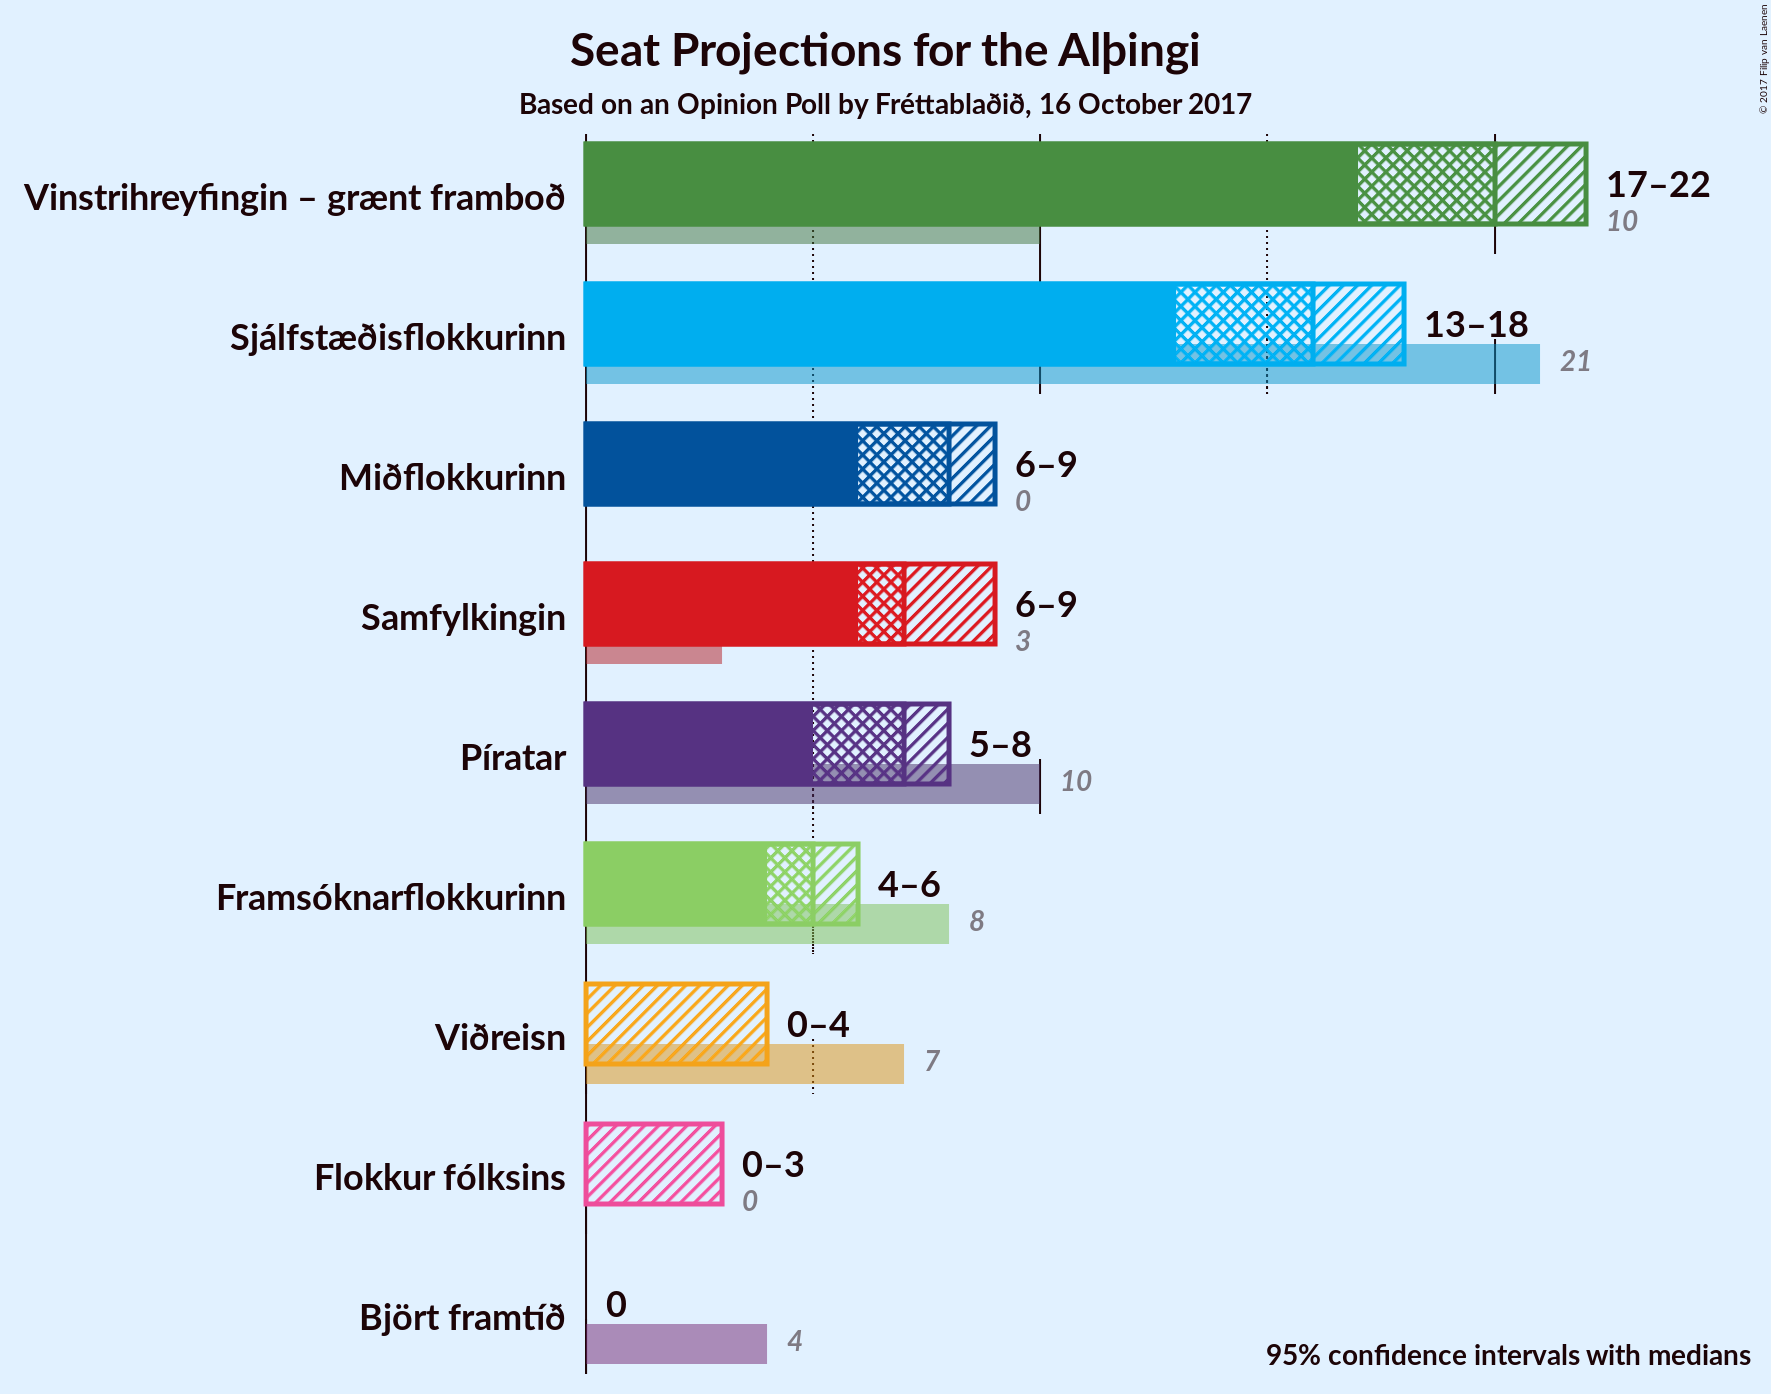 Seat Projections for the Alþingi
Based on an Opinion Poll by Fréttablaðið, 16 October 2017
© 2017 Filip van Laenen
Vinstrihreyfingin – grænt framboð
17–22
10
Sjálfstæðisflokkurinn
13–18
21
Miðflokkurinn
6–9
0
Samfylkingin
6–9
3
Píratar
5–8
10
Framsóknarflokkurinn
4–6
8
Viðreisn
0–4
7
Flokkur fólksins
0–3
0
Björt framtíð
0
4
95% confidence intervals with medians